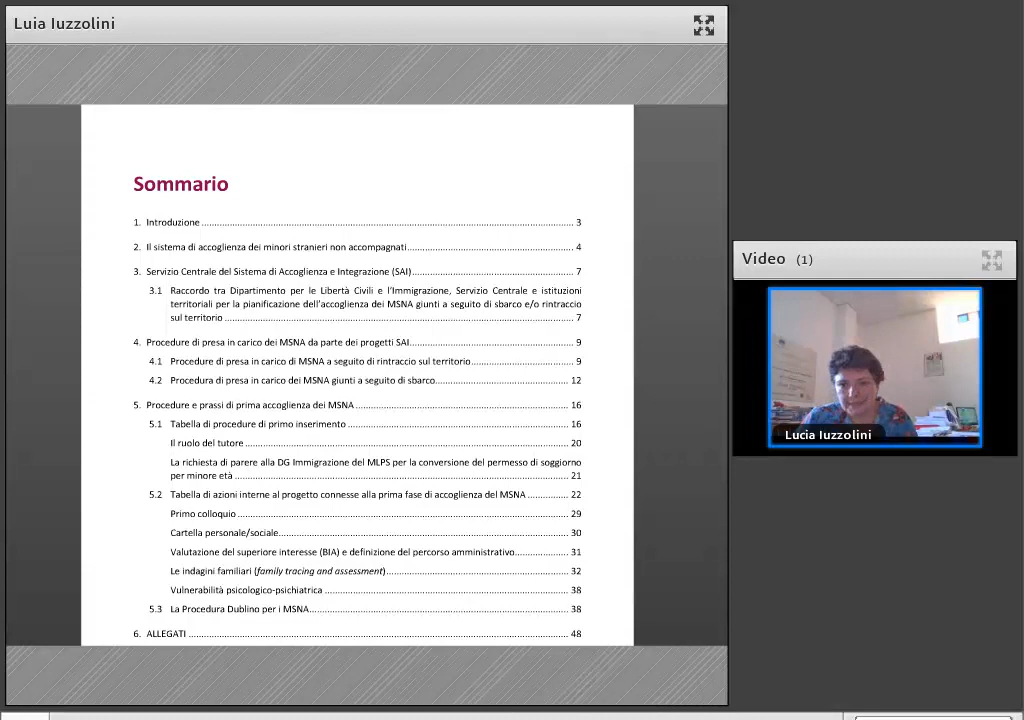 Luia Iuzzolini
Sommario
1. Introduzione ........ 3
2. Il sistema di accoglienza dei minori stranieri non accompagnati ........ 4
3. Servizio Centrale del Sistema di Accoglienza e Integrazione (SAI) ........ 7
3.1 Raccordo tra Dipartimento per le Libertà Civili e l'Immigrazione, Servizio Centrale e istituzioni
territoriali per la pianificazione dell'accoglienza dei MSNA giunti a seguito di sbarco e/o rintraccio
sul territorio ........ 7
4. Procedure di presa in carico dei MSNA da parte dei progetti SAI ........ 9
4.1 Procedure di presa in carico di MSNA a seguito di rintraccio sul territorio ........ 9
4.2 Procedura di presa in carico dei MSNA giunti a seguito di sbarco ........ 12
5. Procedure e prassi di prima accoglienza dei MSNA ........ 16
5.1 Tabella di procedure di primo inserimento ........ 16
Il ruolo del tutore ........ 20
La richiesta di parere alla DG Immigrazione del MLPS per la conversione del permesso di soggiorno
per minore età ........ 21
5.2 Tabella di azioni interne al progetto connesse alla prima fase di accoglienza del MSNA ........ 22
Primo colloquio ........ 29
Cartella personale/sociale ........ 30
Valutazione del superiore interesse (BIA) e definizione del percorso amministrativo ........ 31
Le indagini familiari (family tracing and assessment) ........ 32
Vulnerabilità psicologico-psichiatrica ........ 38
5.3 La Procedura Dublino per i MSNA ........ 38
6. ALLEGATI ........ 48
Video (1)
Lucia Iuzzolini